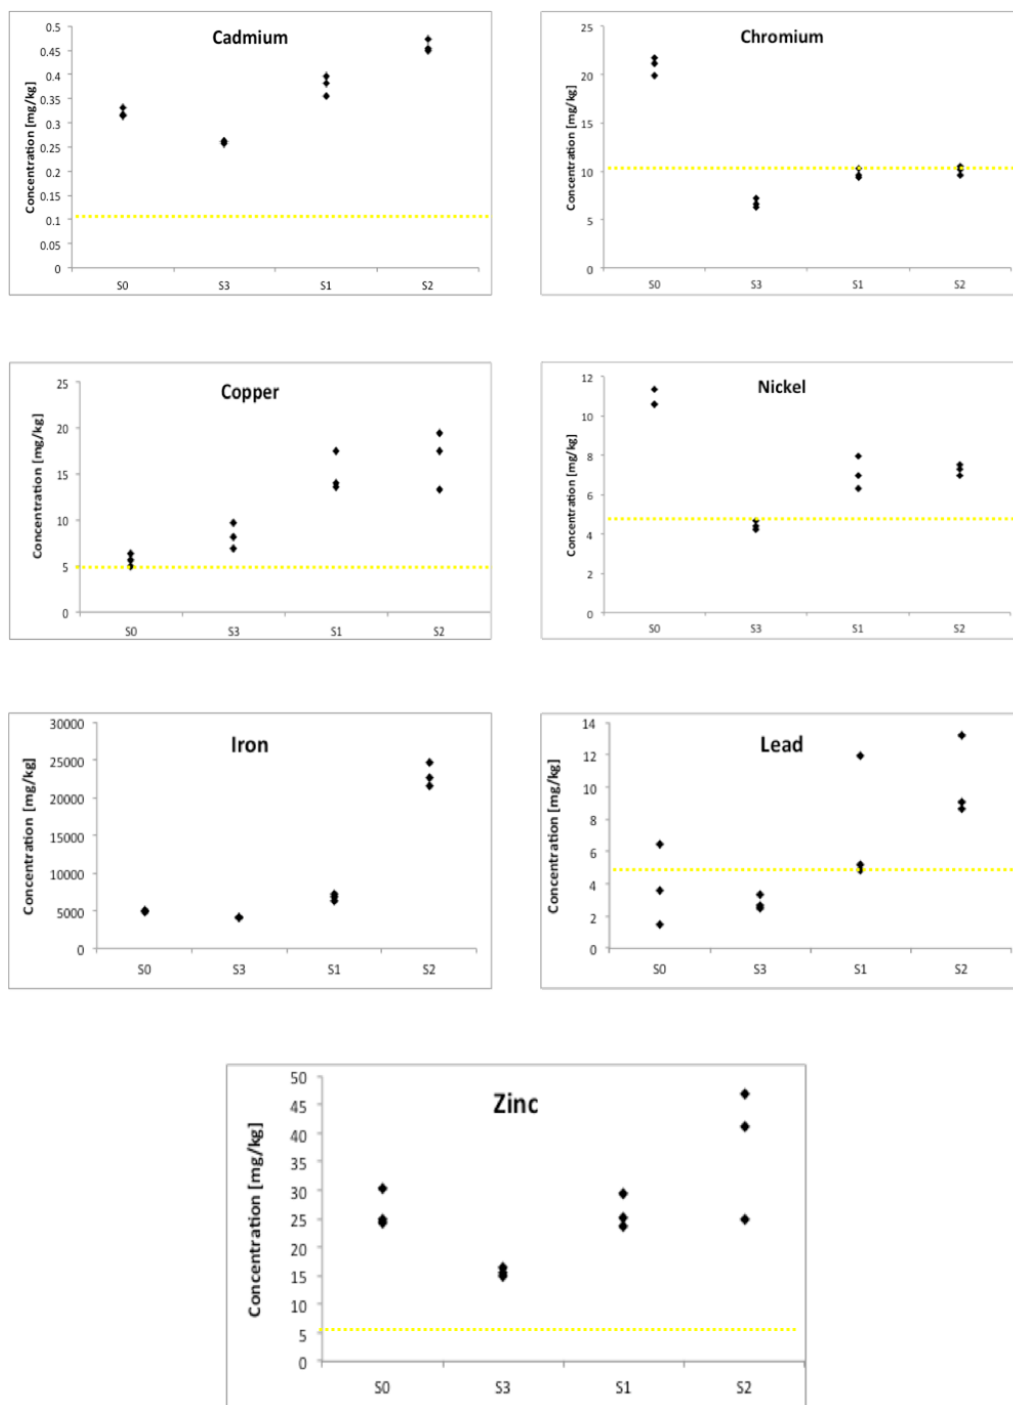 Cadmium
Concentration [mg/kg]
0.5
0.45
0.4
0.35
0.3
0.25
0.2
0.15
0.1
0.05
0
S0 S3 S1 S2
Chromium
Concentration [mg/kg]
25
20
15
10
5
0
S0 S3 S1 S2
Copper
Concentration [mg/kg]
25
20
15
10
5
0
S0 S3 S1 S2
Nickel
Concentration [mg/kg]
12
10
8
6
4
2
0
S0 S3 S1 S2
Iron
Concentration [mg/kg]
30000
25000
20000
15000
10000
5000
0
S0 S3 S1 S2
Lead
Concentration [mg/kg]
14
12
10
8
6
4
2
0
S0 S3 S1 S2
Zinc
Concentration [mg/kg]
50
45
40
35
30
25
20
15
10
5
0
S0 S3 S1 S2